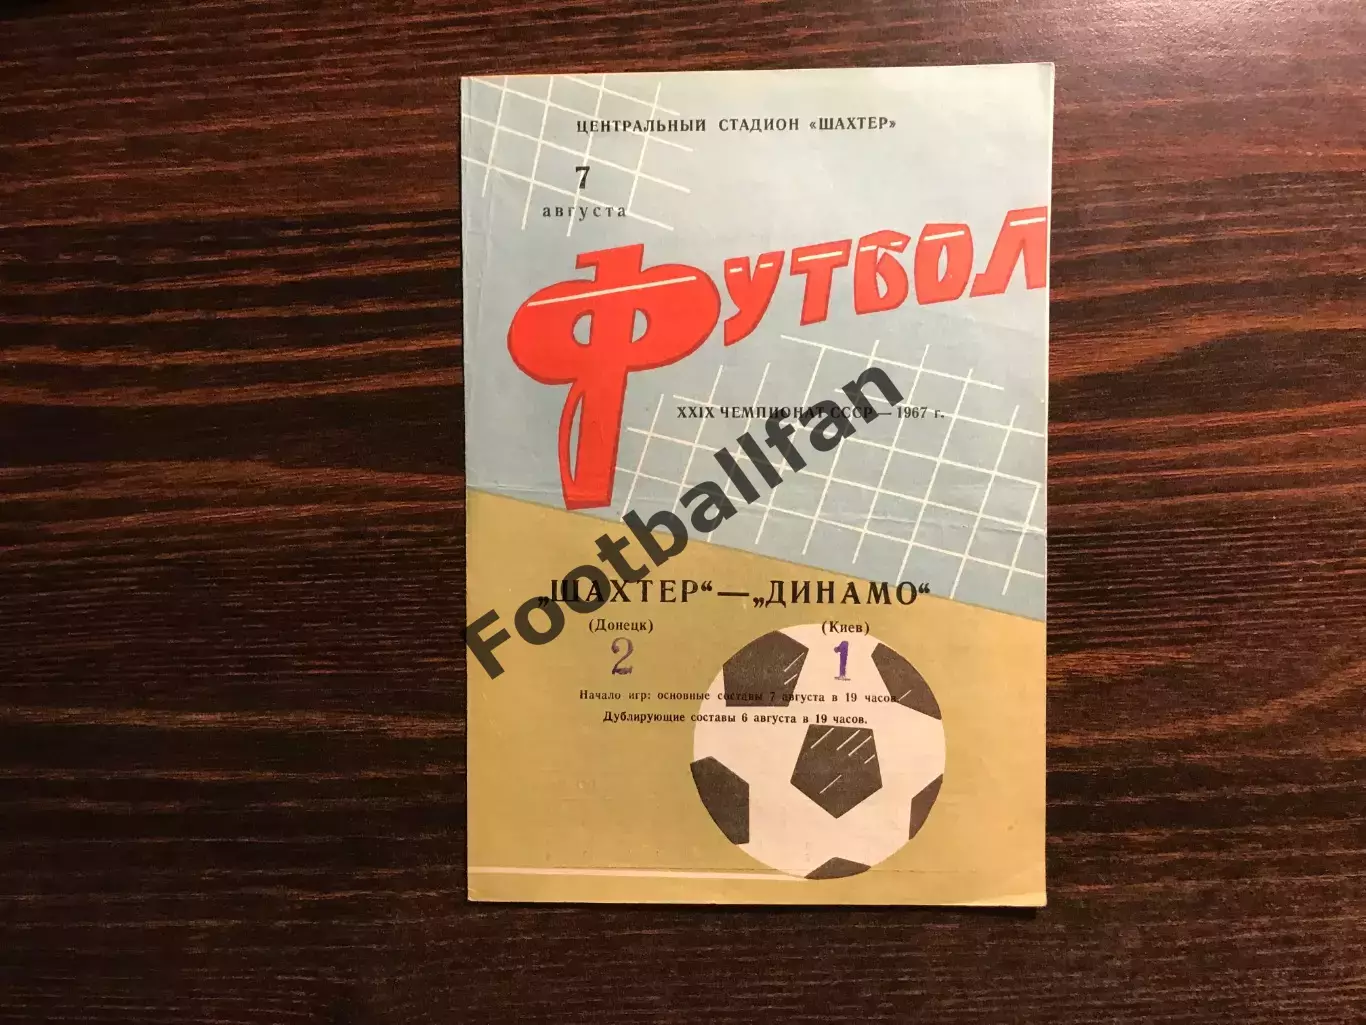 ЦЕНТРАЛЬНЫЙ СТАДИОН «ШАХТЕР»
7
августа
ФУТБОЛ
XXIX ЧЕМПИОНАТ СССР — 1967 г.
„ШАХТЕР“ — „ДИНАМО“
(Донецк) (Киев)
2 1
Начало игр: основные составы 7 августа в 19 часов.
Дублирующие составы 6 августа в 19 часов.
Footballfan